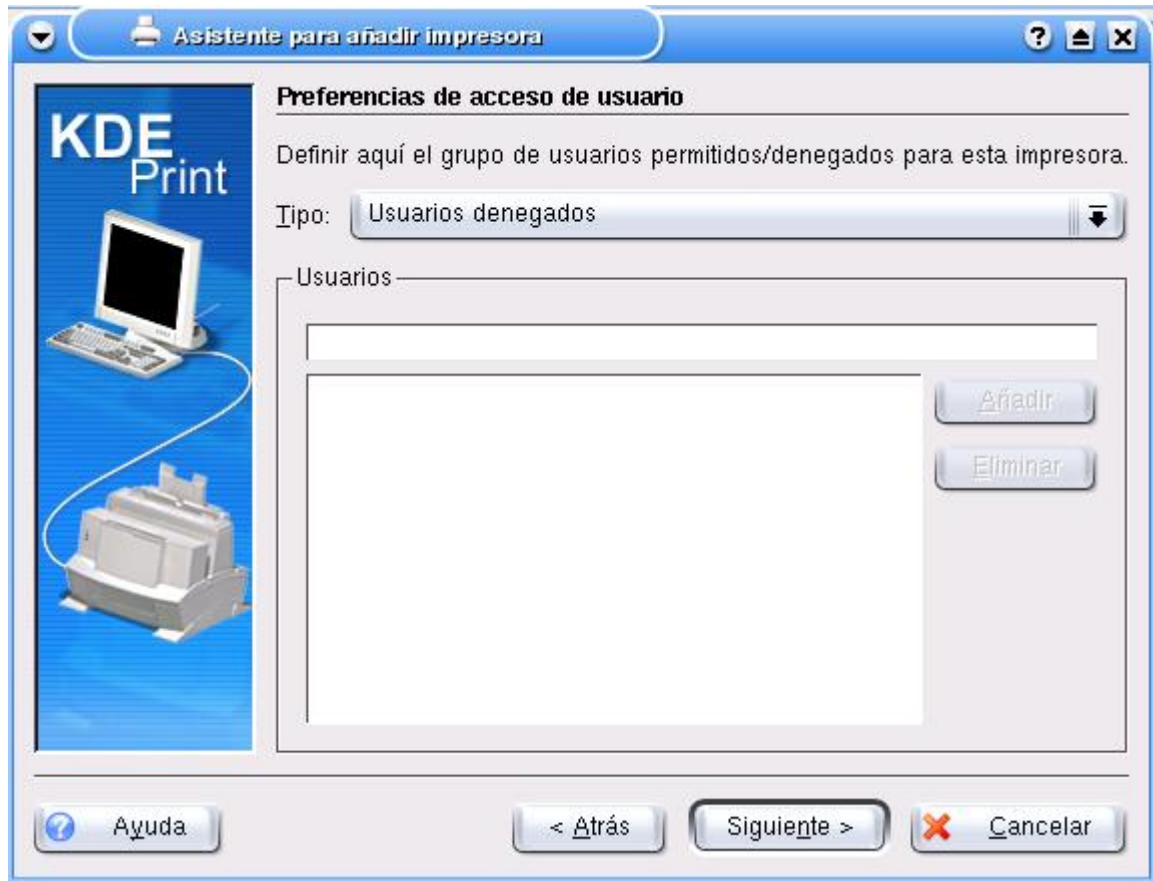 Asistente para añadir impresora
KDE
Print
Preferencias de acceso de usuario
Definir aquí el grupo de usuarios permitidos/denegados para esta impresora.
Tipo: Usuarios denegados
Usuarios
Añadir
Eliminar
Ayuda
< Atrás
Siguiente >
Cancelar